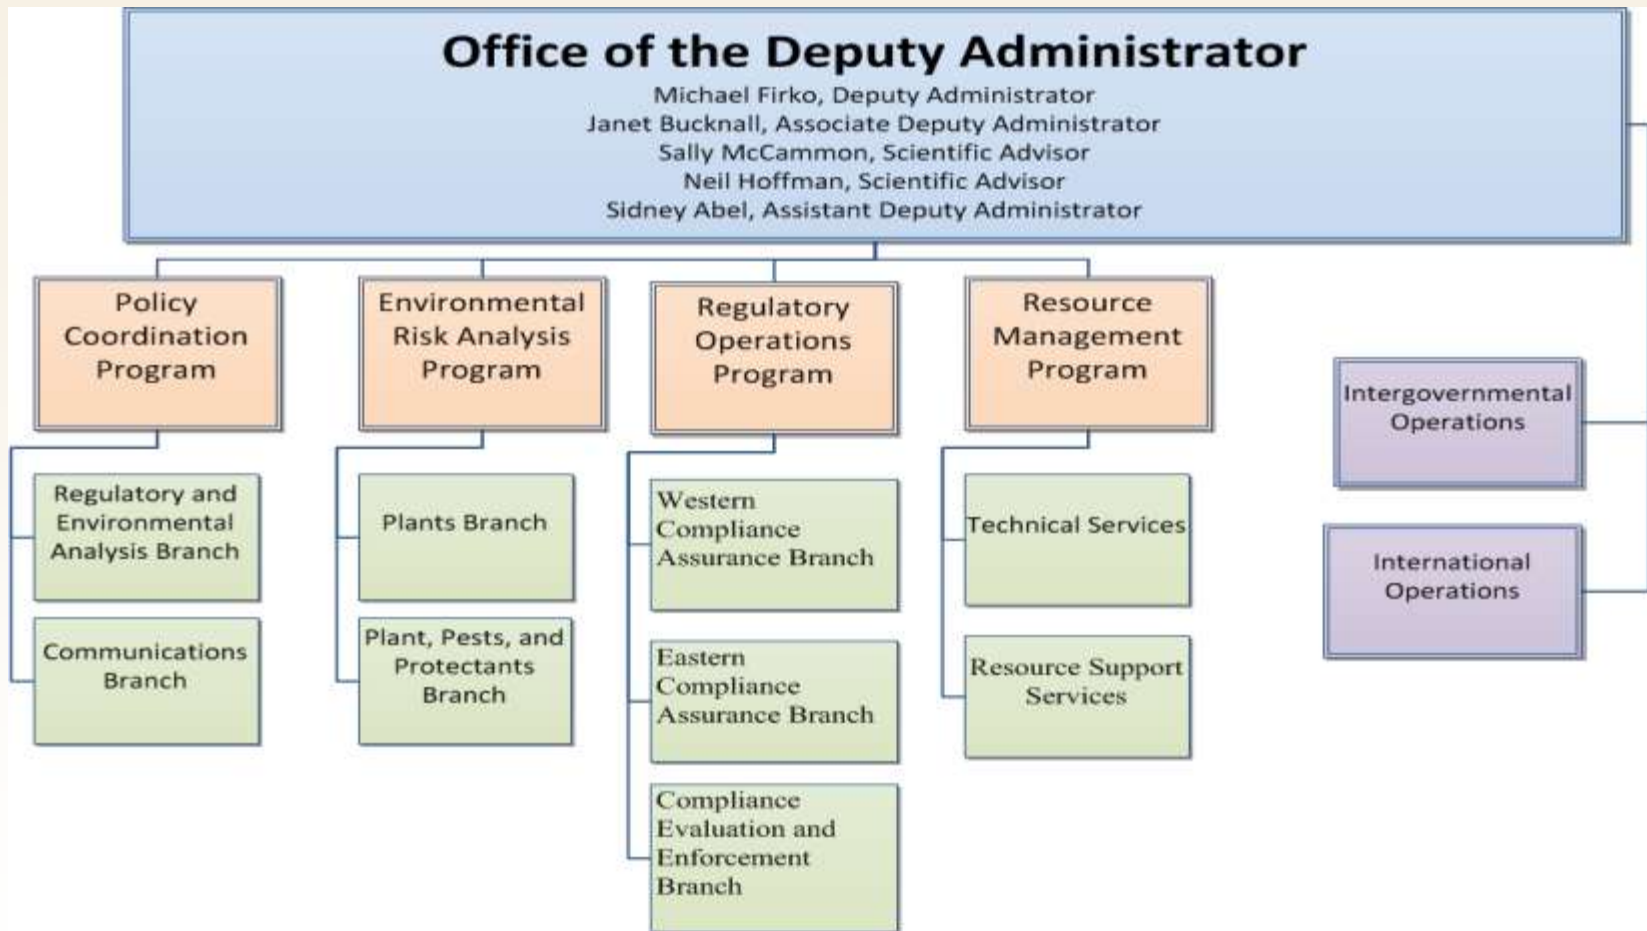 Office of the Deputy Administrator
Michael Firko, Deputy Administrator
Janet Bucknall, Associate Deputy Administrator
Sally McCammon, Scientific Advisor
Neil Hoffman, Scientific Advisor
Sidney Abel, Assistant Deputy Administrator
Policy
Coordination
Program
Environmental
Risk Analysis
Program
Regulatory
Operations
Program
Resource
Management
Program
Intergovernmental
Operations
International
Operations
Regulatory and
Environmental
Analysis Branch
Communications
Branch
Plants Branch
Plant, Pests, and
Protectants
Branch
Western
Compliance
Assurance Branch
Eastern
Compliance
Assurance Branch
Compliance
Evaluation and
Enforcement
Branch
Technical Services
Resource Support
Services